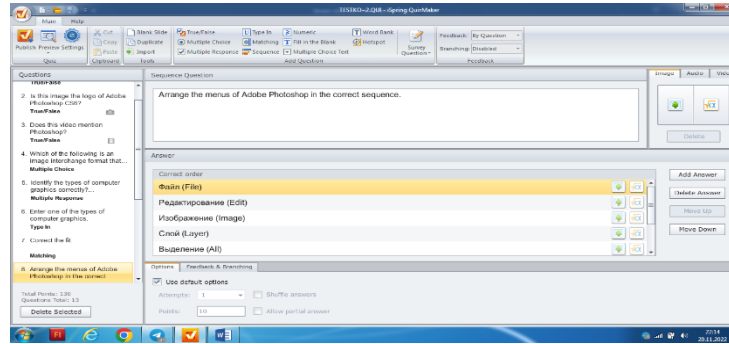 TESTKO~2.QUI - iSpring QuizMaker
Main Help
Publish Preview Settings
Quiz
Cut
Copy
Paste
Clipboard
Blank Slide
Duplicate
Import
Tools
True/False Type In Numeric Word Bank
Multiple Choice Matching Fill in the Blank Hotspot
Multiple Response Sequence Multiple Choice Text
Survey Question
Add Question
Feedback: By Question
Branching: Disabled
Feedback
Questions
True/False
2. Is this image the logo of Adobe
Photoshop CS6?
True/False
3. Does this video mention
Photoshop?
True/False
4. Which of the following is an
image interchange format that...
Multiple Choice
5. Identify the types of computer
graphics correctly?...
Multiple Response
6. Enter one of the types of
computer graphics.
Type In
7. Correct the fit
Matching
8. Arrange the menus of Adobe
Photoshop in the correct
Total Points: 136
Questions Total: 13
Delete Selected
Sequence Question
Arrange the menus of Adobe Photoshop in the correct sequence.
Image Audio Video
Delete
Answer
Correct order
Файл (File)
Редактирование (Edit)
Изображение (Image)
Слой (Layer)
Выделение (All)
Add Answer
Delete Answer
Move Up
Move Down
Options Feedback & Branching
Use default options
Attempts: 1 Shuffle answers
Points: 10 Allow partial answer
22:14
20.11.2022